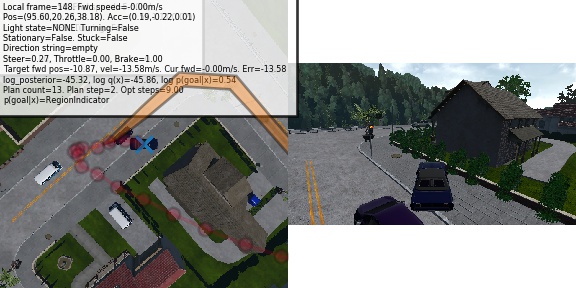 Local frame=148. Fwd speed=-0.00m/s
Pos=(95.60,20.26,38.18). Acc=(0.19,-0.22,0.01)
Light state=NONE. Turning=False
Stationary=False. Stuck=False
Direction string=empty
Steer=0.27, Throttle=0.00, Brake=1.00
Target fwd pos=-10.87, vel=-13.58m/s. Cur fwd=-0.00m/s. Err=-13.58
log_posterior=-45.32, log q(x)=-45.86, log p(goal|x)=0.54
Plan count=13. Plan step=2. Opt steps=9.00
p(goal|x)=RegionIndicator